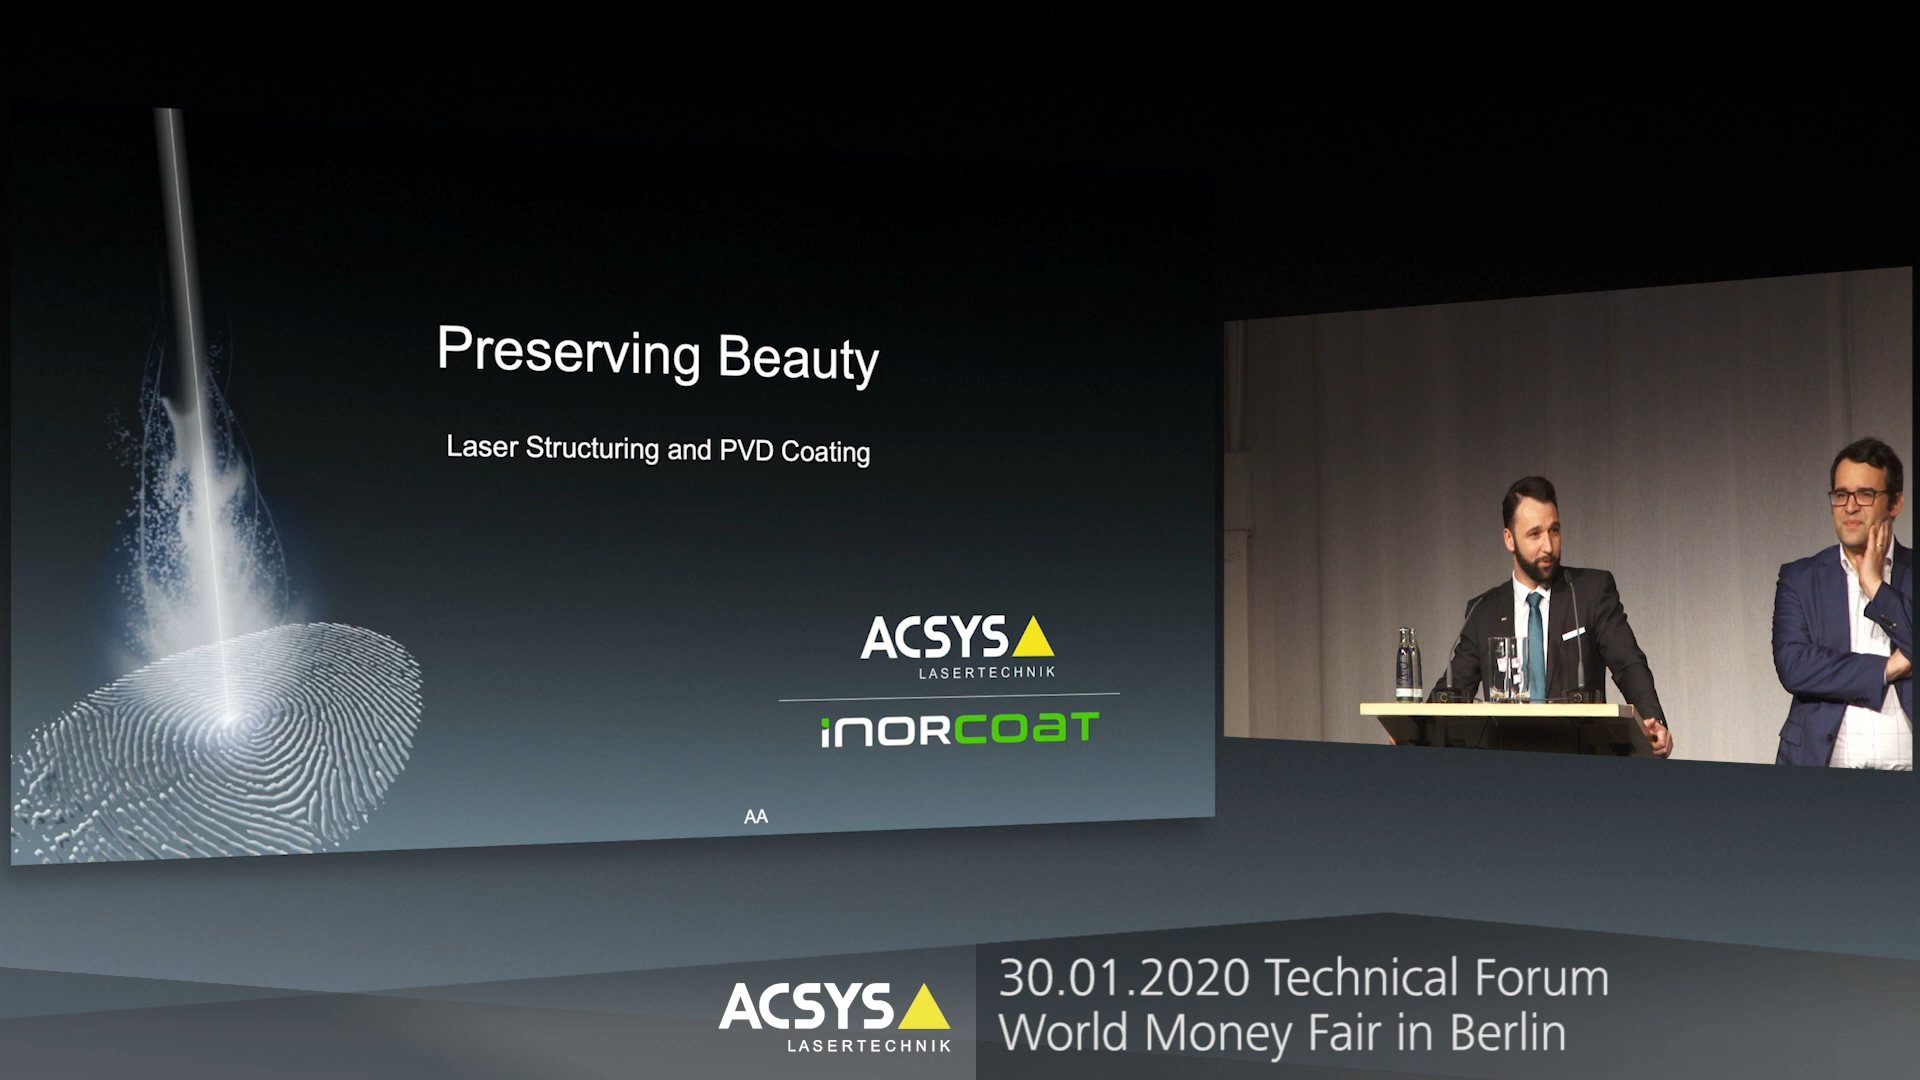 Preserving Beauty
Laser Structuring and PVD Coating
ACSYS
LASERTECHNIK
iNORCOAT
AA
ACSYS
LASERTECHNIK
30.01.2020 Technical Forum
World Money Fair in Berlin